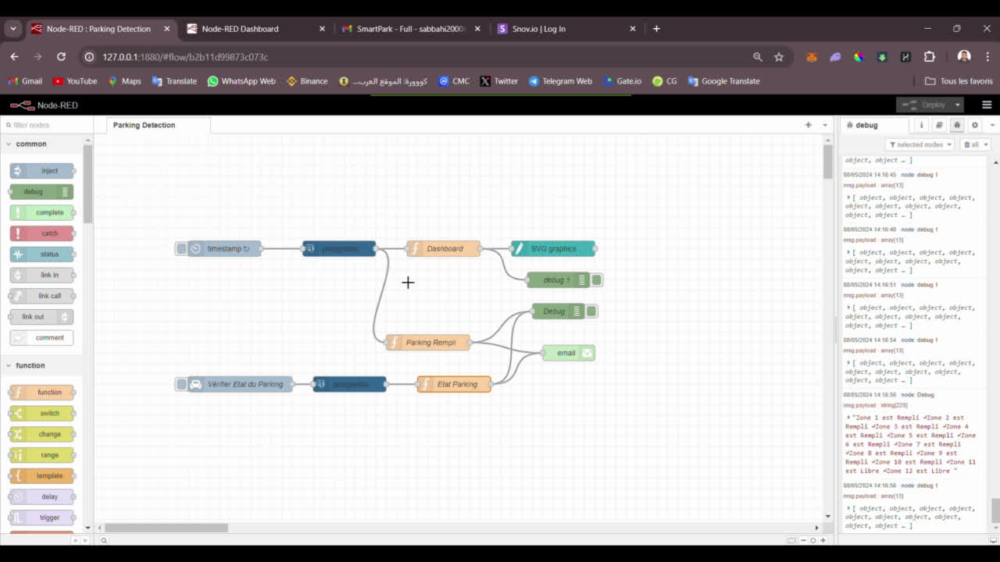 Node-RED : Parking Detection
Node-RED Dashboard
SmartPark - Full - sabbahi2000
Snov.io | Log In
127.0.0.1:1880/#flow/b2b11d99873c073c
Gmail
YouTube
Maps
Translate
WhatsApp Web
Binance
كووورة: الموقع العرب...
CMC
Twitter
Telegram Web
Gate.io
CG
Google Translate
Tous les favoris
Node-RED
Deploy
filter nodes
Parking Detection
debug
common
selected nodes
all
inject
debug
complete
catch
status
link in
link call
link out
comment
function
function
switch
change
range
template
delay
trigger
timestamp ↻
Dashboard
SVG graphics
debug 1
Debug
Parking Rempli
email
Vérifier Etat du Parking
Etat Parking
object, object … ]
08/05/2024 14:16:45 node: debug 1
msg.payload : array[13]
[ object, object, object, object,
object, object, object, object,
object, object … ]
08/05/2024 14:16:48 node: debug 1
msg.payload : array[13]
[ object, object, object, object,
object, object, object, object,
object, object … ]
08/05/2024 14:16:51 node: debug 1
msg.payload : array[13]
[ object, object, object, object,
object, object, object, object,
object, object … ]
08/05/2024 14:16:54 node: debug 1
msg.payload : array[13]
[ object, object, object, object,
object, object, object, object,
object, object … ]
08/05/2024 14:16:56 node: Debug
msg.payload : string[228]
"Zone 1 est Rempli ↵Zone 2 est
Rempli ↵Zone 3 est Rempli ↵Zone 4
est Rempli ↵Zone 5 est Rempli ↵Zone
6 est Rempli ↵Zone 7 est Rempli
↵Zone 8 est Rempli ↵Zone 9 est
Rempli ↵Zone 10 est Rempli ↵Zone 11
est Libre ↵Zone 12 est Libre "
08/05/2024 14:16:56 node: debug 1
msg.payload : array[13]
[ object, object, object, object,
object, object, object, object,
object, object … ]